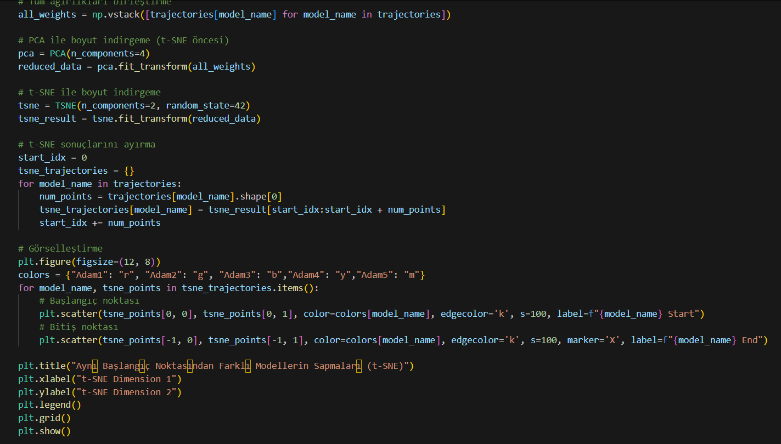 # Tüm ağırlıkları birleştirme
all_weights = np.vstack([trajectories[model_name] for model_name in trajectories])
# PCA ile boyut indirgeme (t-SNE öncesi)
pca = PCA(n_components=4)
reduced_data = pca.fit_transform(all_weights)
# t-SNE ile boyut indirgeme
tsne = TSNE(n_components=2, random_state=42)
tsne_result = tsne.fit_transform(reduced_data)
# t-SNE sonuçlarını ayırma
start_idx = 0
tsne_trajectories = {}
for model_name in trajectories:
    num_points = trajectories[model_name].shape[0]
    tsne_trajectories[model_name] = tsne_result[start_idx:start_idx + num_points]
    start_idx += num_points
# Görselleştirme
plt.figure(figsize=(12, 8))
colors = {"Adam1": "r", "Adam2": "g", "Adam3": "b","Adam4": "y","Adam5": "m"}
for model_name, tsne_points in tsne_trajectories.items():
    # Başlangıç noktası
    plt.scatter(tsne_points[0, 0], tsne_points[0, 1], color=colors[model_name], edgecolor='k', s=100, label=f"{model_name} Start")
    # Bitiş noktası
    plt.scatter(tsne_points[-1, 0], tsne_points[-1, 1], color=colors[model_name], edgecolor='k', s=100, marker='X', label=f"{model_name} End")
plt.title("Aynı Başlangıç Noktasından Farklı Modellerin Sapmaları (t-SNE)")
plt.xlabel("t-SNE Dimension 1")
plt.ylabel("t-SNE Dimension 2")
plt.legend()
plt.grid()
plt.show()